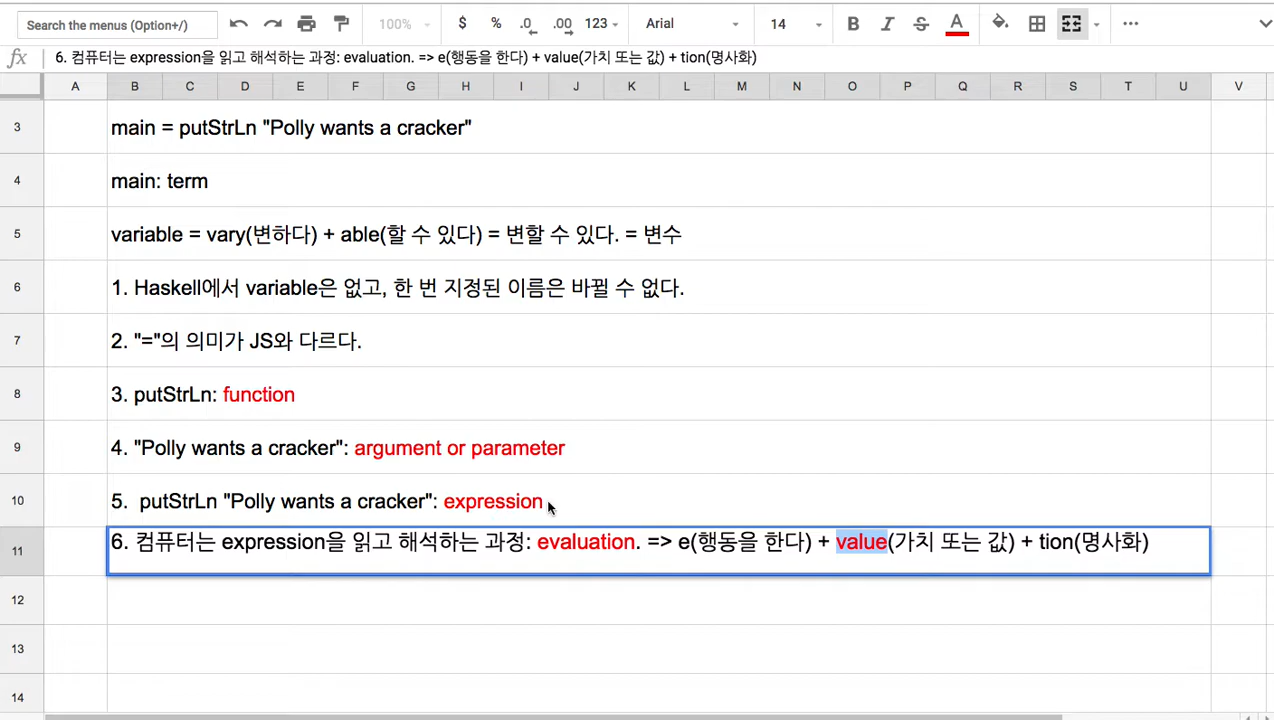 Search the menus (Option+/)
100%
$ % .0 .00 123
Arial
14
B I S A
fx 6. 컴퓨터는 expression을 읽고 해석하는 과정: evaluation. => e(행동을 한다) + value(가치 또는 값) + tion(명사화)
A B C D E F G H I J K L M N O P Q R S T U V
3 main = putStrLn "Polly wants a cracker"
4 main: term
5 variable = vary(변하다) + able(할 수 있다) = 변할 수 있다. = 변수
6 1. Haskell에서 variable은 없고, 한 번 지정된 이름은 바뀔 수 없다.
7 2. "="의 의미가 JS와 다르다.
8 3. putStrLn: function
9 4. "Polly wants a cracker": argument or parameter
10 5. putStrLn "Polly wants a cracker": expression
11 6. 컴퓨터는 expression을 읽고 해석하는 과정: evaluation. => e(행동을 한다) + value(가치 또는 값) + tion(명사화)
12
13
14